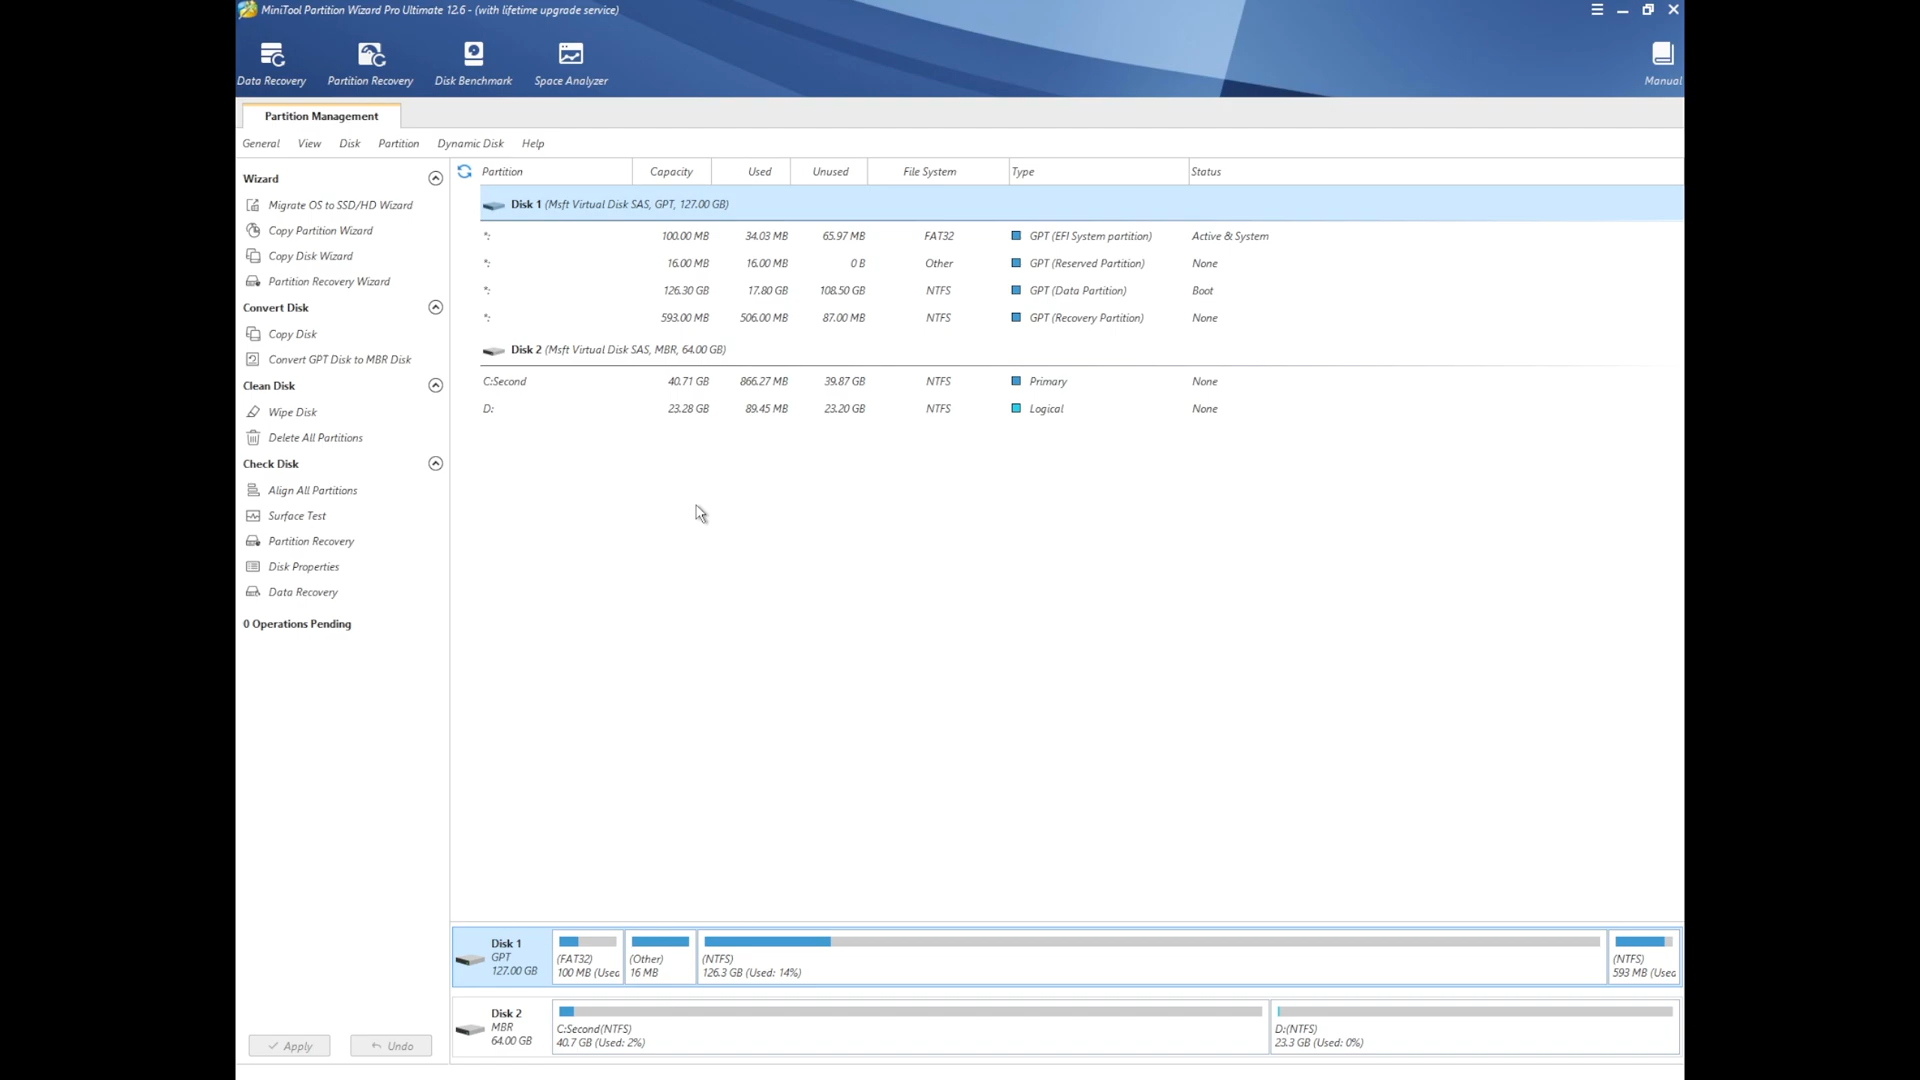 MiniTool Partition Wizard Pro Ultimate 12.6 - (with lifetime upgrade service)
Data Recovery
Partition Recovery
Disk Benchmark
Space Analyzer
Manual
Partition Management
General View Disk Partition Dynamic Disk Help
Wizard
Migrate OS to SSD/HD Wizard
Copy Partition Wizard
Copy Disk Wizard
Partition Recovery Wizard
Convert Disk
Copy Disk
Convert GPT Disk to MBR Disk
Clean Disk
Wipe Disk
Delete All Partitions
Check Disk
Align All Partitions
Surface Test
Partition Recovery
Disk Properties
Data Recovery
0 Operations Pending
Apply Undo
Partition Capacity Used Unused File System Type Status
Disk 1 (Msft Virtual Disk SAS, GPT, 127.00 GB)
*: 100.00 MB 34.03 MB 65.97 MB FAT32 GPT (EFI System partition) Active & System
*: 16.00 MB 16.00 MB 0 B Other GPT (Reserved Partition) None
*: 126.30 GB 17.80 GB 108.50 GB NTFS GPT (Data Partition) Boot
*: 593.00 MB 506.00 MB 87.00 MB NTFS GPT (Recovery Partition) None
Disk 2 (Msft Virtual Disk SAS, MBR, 64.00 GB)
C:Second 40.71 GB 866.27 MB 39.87 GB NTFS Primary None
D: 23.28 GB 89.45 MB 23.20 GB NTFS Logical None
Disk 1
GPT
127.00 GB
(FAT32)
100 MB (Used
(Other)
16 MB
(NTFS)
126.3 GB (Used: 14%)
(NTFS)
593 MB (Used
Disk 2
MBR
64.00 GB
C:Second(NTFS)
40.7 GB (Used: 2%)
D:(NTFS)
23.3 GB (Used: 0%)